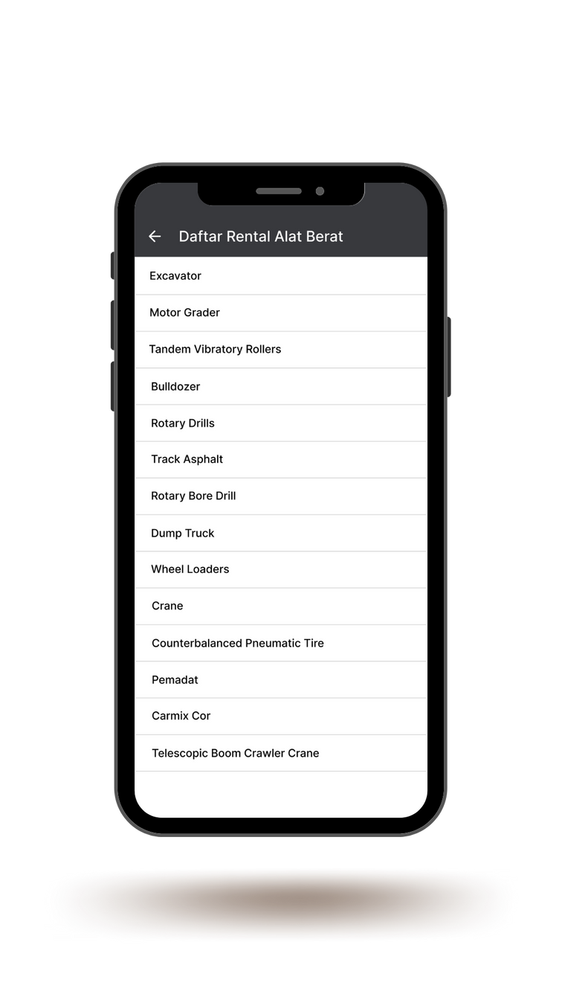 Daftar Rental Alat Berat
Excavator
Motor Grader
Tandem Vibratory Rollers
Bulldozer
Rotary Drills
Track Asphalt
Rotary Bore Drill
Dump Truck
Wheel Loaders
Crane
Counterbalanced Pneumatic Tire
Pemadat
Carmix Cor
Telescopic Boom Crawler Crane